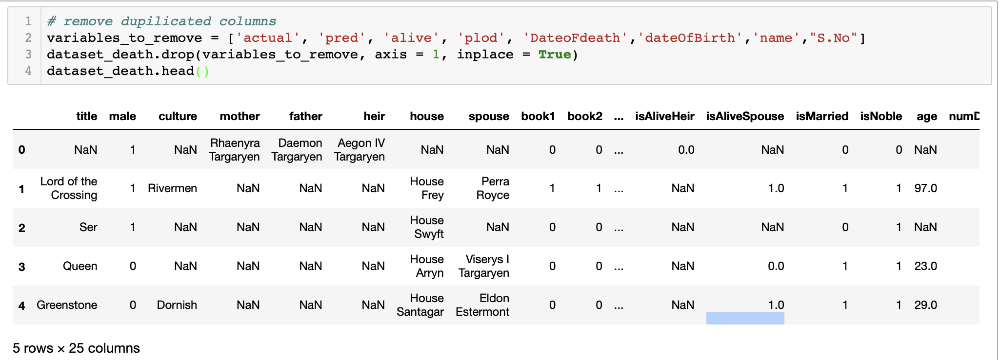 1 # remove dupilicated columns
2 variables_to_remove = ['actual', 'pred', 'alive', 'plod', 'DateoFdeath','dateOfBirth','name',"S.No"]
3 dataset_death.drop(variables_to_remove, axis = 1, inplace = True)
4 dataset_death.head()
title male culture mother father heir house spouse book1 book2 ... isAliveHeir isAliveSpouse isMarried isNoble age numD
0 NaN 1 NaN Rhaenyra Targaryen Daemon Targaryen Aegon IV Targaryen NaN NaN 0 0 ... 0.0 NaN 0 0 NaN
1 Lord of the Crossing 1 Rivermen NaN NaN NaN House Frey Perra Royce 1 1 ... NaN 1.0 1 1 97.0
2 Ser 1 NaN NaN NaN NaN House Swyft NaN 0 0 ... NaN NaN 0 1 NaN
3 Queen 0 NaN NaN NaN NaN House Arryn Viserys I Targaryen 0 0 ... NaN 0.0 1 1 23.0
4 Greenstone 0 Dornish NaN NaN NaN House Santagar Eldon Estermont 0 0 ... NaN 1.0 1 1 29.0
5 rows × 25 columns